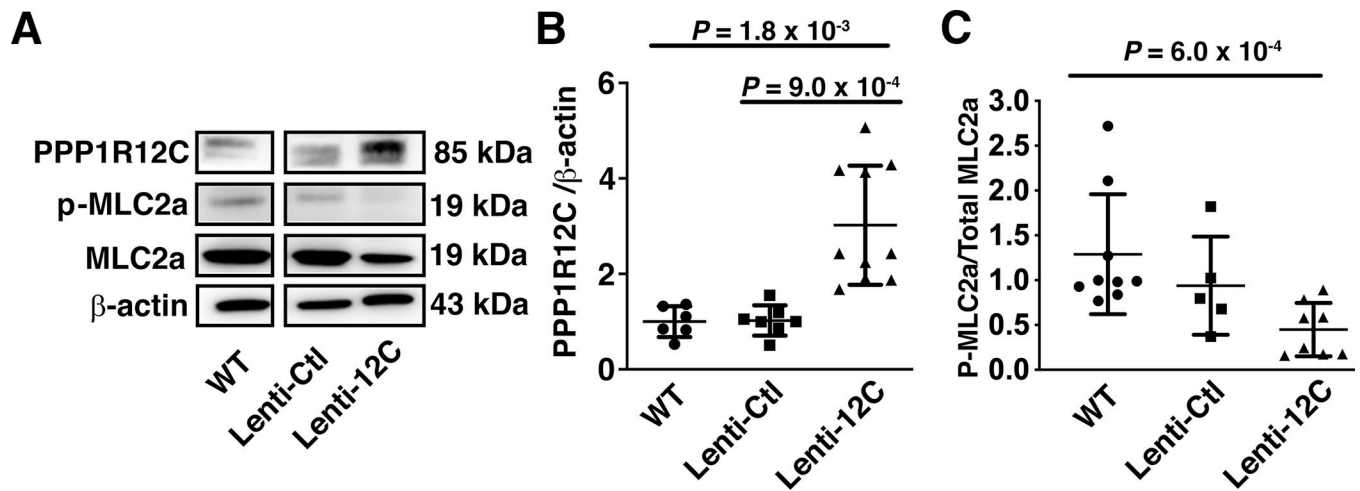 A
PPP1R12C
85 kDa
p-MLC2a
19 kDa
MLC2a
19 kDa
β-actin
43 kDa
WT
Lenti-Ctl
Lenti-12C
B
P = 1.8 x 10⁻³
P = 9.0 x 10⁻⁴
PPP1R12C /β-actin
6
4
2
0
WT
Lenti-Ctl
Lenti-12C
C
P = 6.0 x 10⁻⁴
P-MLC2a/Total MLC2a
3.0
2.5
2.0
1.5
1.0
0.5
0.0
WT
Lenti-Ctl
Lenti-12C